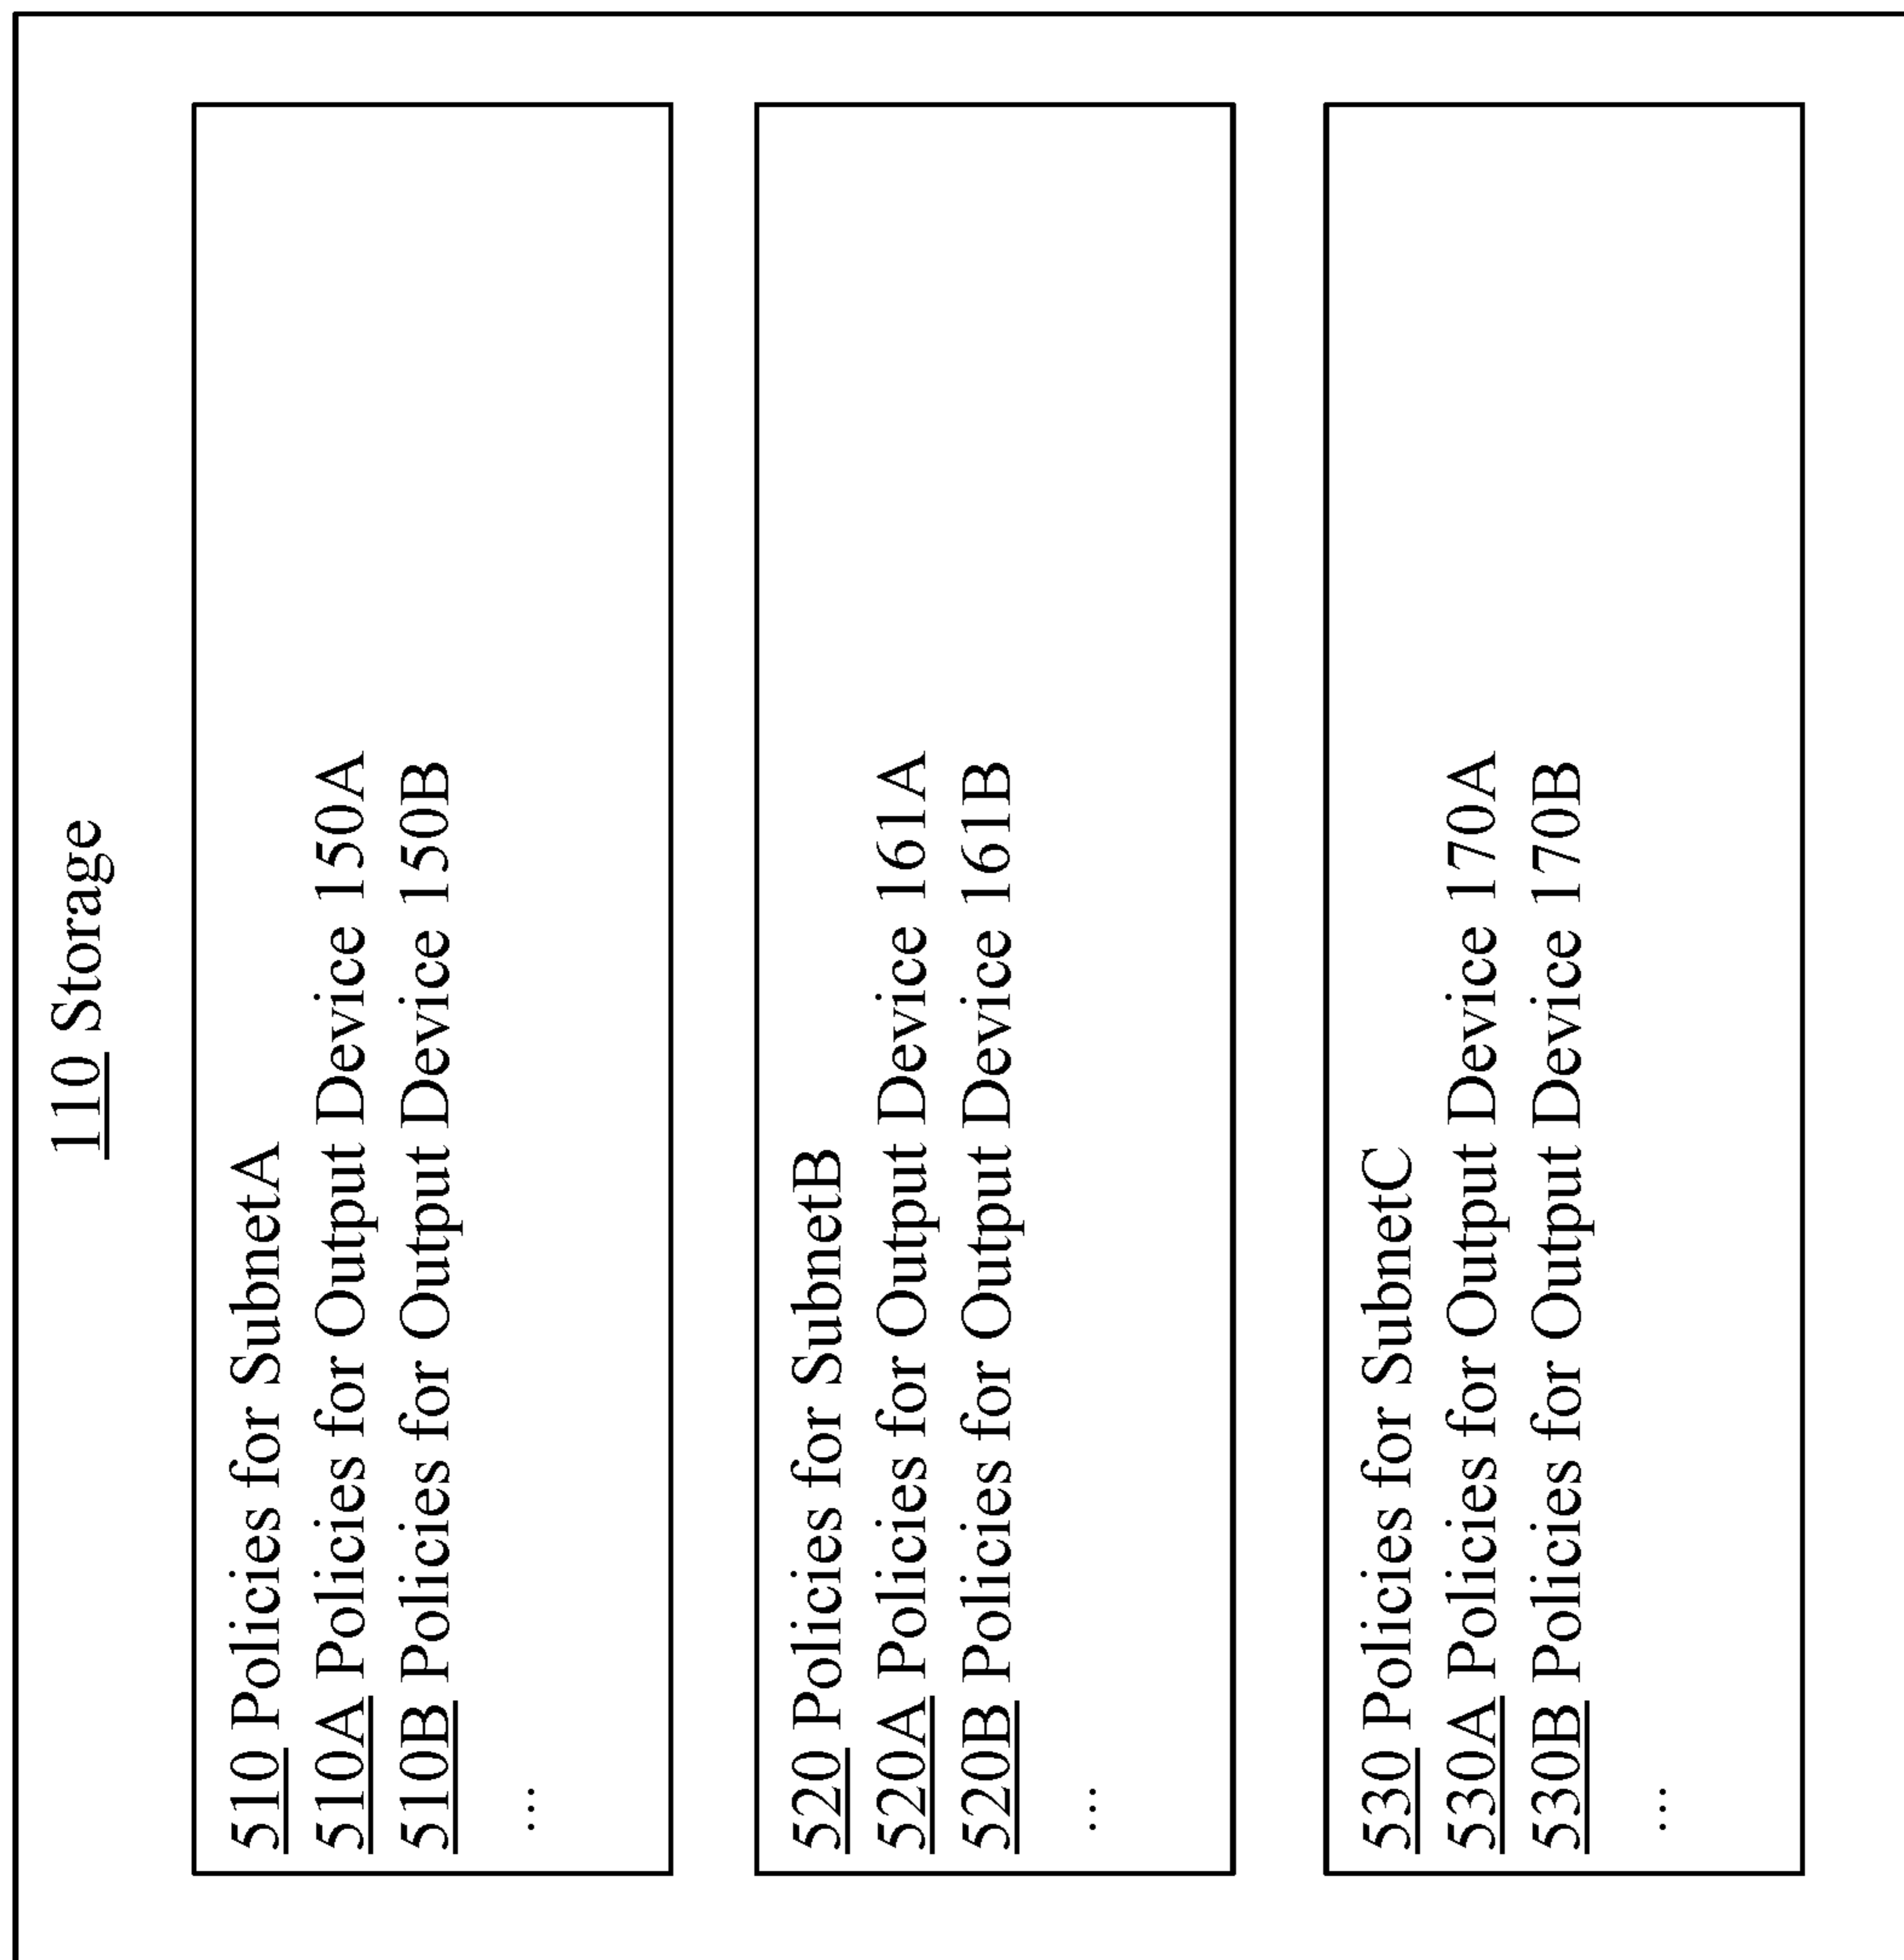 110 Storage
510 Policies for SubnetA
510A Policies for Output Device 150A
510B Policies for Output Device 150B
...
520 Policies for SubnetB
520A Policies for Output Device 161A
520B Policies for Output Device 161B
...
530 Policies for SubnetC
530A Policies for Output Device 170A
530B Policies for Output Device 170B
...